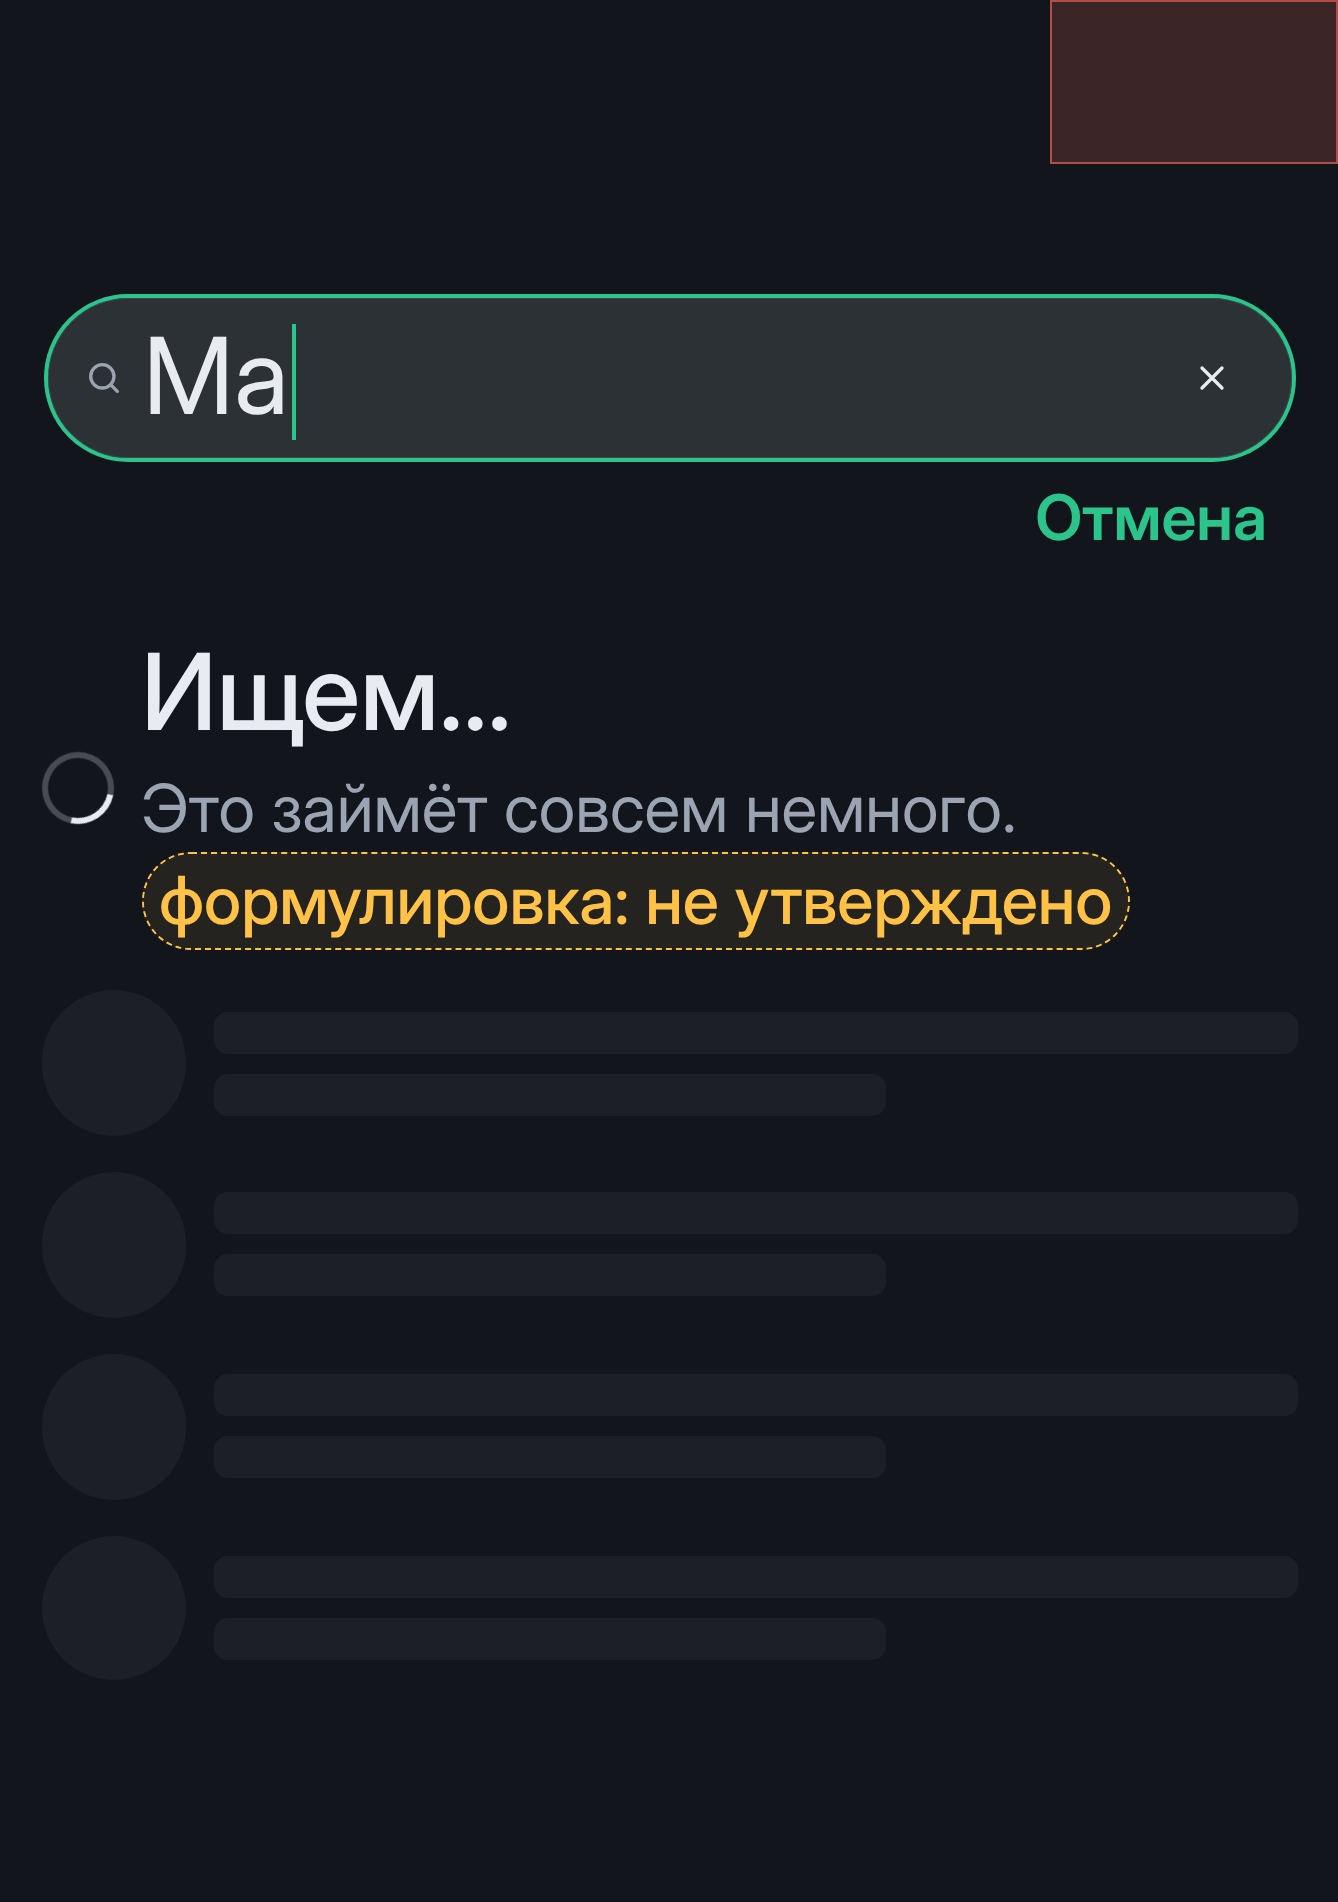 Ма
Отмена
Ищем...
Это займёт совсем немного.
формулировка: не утверждено